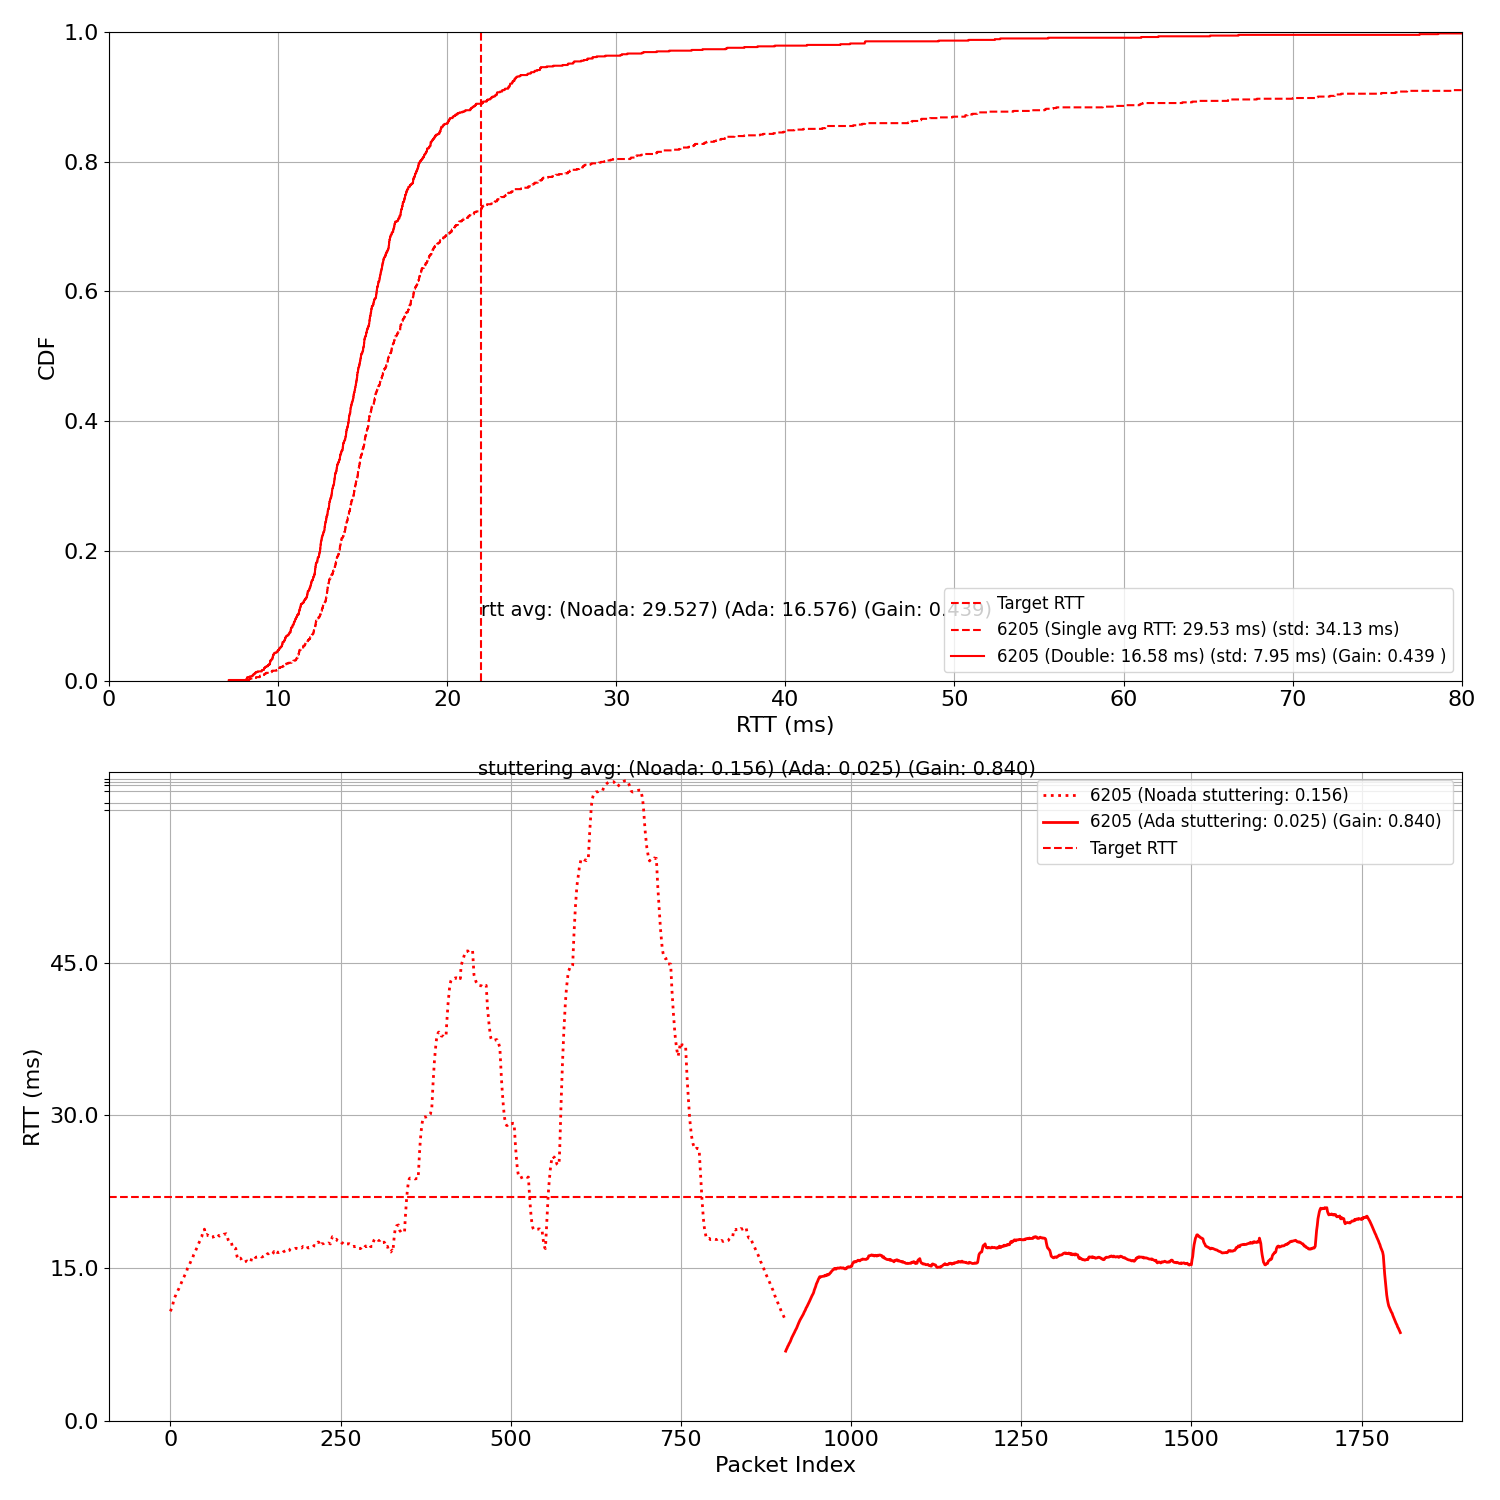 1.0
0.8
0.6
0.4
0.2
0.0
CDF
rtt avg: (Noada: 29.527) (Ada: 16.576) (Gain: 0.439)
Target RTT
6205 (Single avg RTT: 29.53 ms) (std: 34.13 ms)
6205 (Double: 16.58 ms) (std: 7.95 ms) (Gain: 0.439 )
0 10 20 30 40 50 60 70 80
RTT (ms)
stuttering avg: (Noada: 0.156) (Ada: 0.025) (Gain: 0.840)
6205 (Noada stuttering: 0.156)
6205 (Ada stuttering: 0.025) (Gain: 0.840)
Target RTT
45.0
30.0
15.0
0.0
RTT (ms)
0 250 500 750 1000 1250 1500 1750
Packet Index